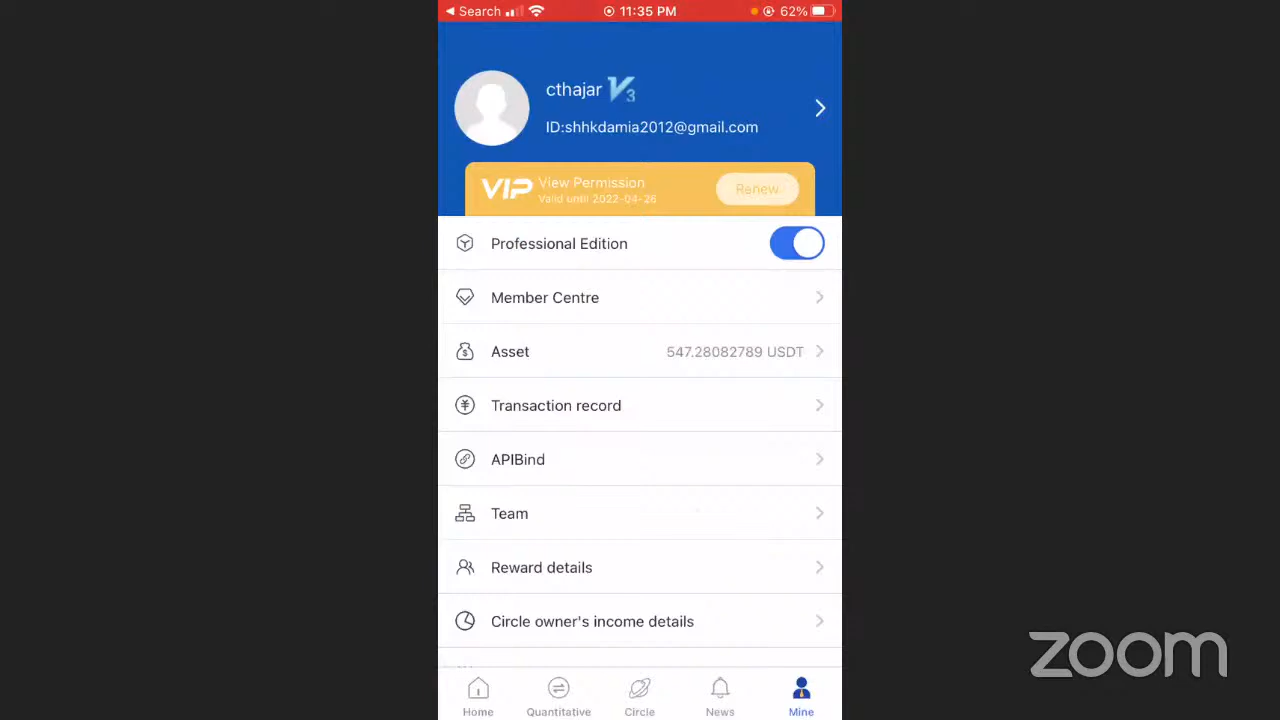 Search 11:35 PM 62%
cthajar V3
ID:shhkdamia2012@gmail.com
VIP View Permission
Valid until 2022-04-26
Renew
Professional Edition
Member Centre
Asset 547.28082789 USDT
Transaction record
APIBind
Team
Reward details
Circle owner's income details
Home Quantitative Circle News Mine
zoom